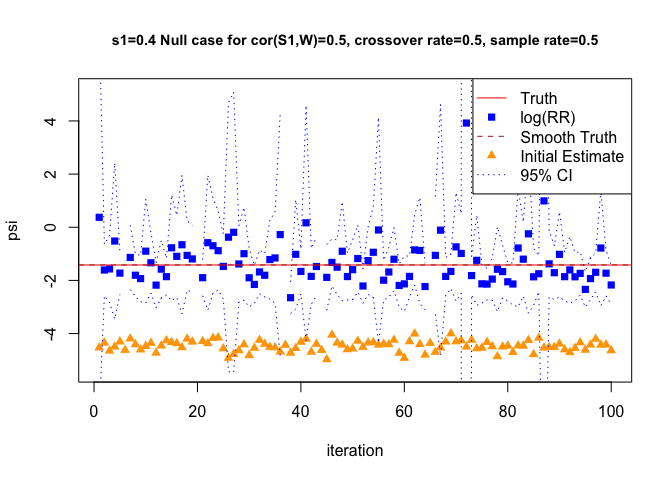 s1=0.4 Null case for cor(S1,W)=0.5, crossover rate=0.5, sample rate=0.5
Truth
log(RR)
Smooth Truth
Initial Estimate
95% CI
4
2
0
-2
-4
psi
0
20
40
60
80
100
iteration